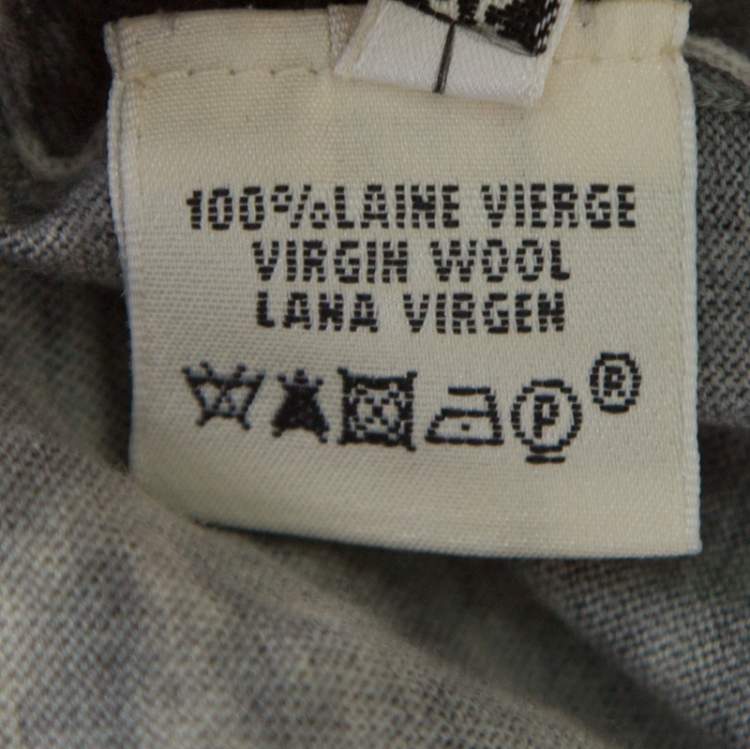 100%LAINE VIERGE
VIRGIN WOOL
LANA VIRGEN
P ®